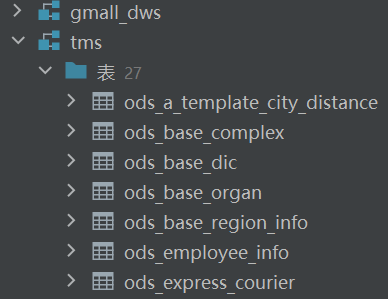 gmall_dws
tms
表 27
ods_a_template_city_distance
ods_base_complex
ods_base_dic
ods_base_organ
ods_base_region_info
ods_employee_info
ods_express_courier